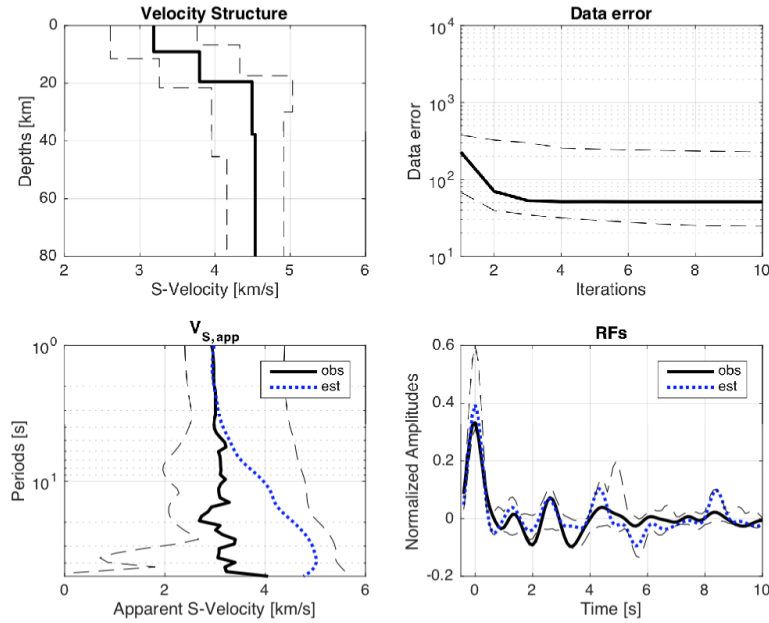 Velocity Structure
0
20
40
60
80
Depths [km]
2
3
4
5
6
S-Velocity [km/s]
Data error
10^4
10^3
10^2
10^1
Data error
2
4
6
8
10
Iterations
V_S,app
10^0
10^1
Periods [s]
obs
est
0
2
4
6
Apparent S-Velocity [km/s]
RFs
0.6
0.4
0.2
0
-0.2
Normalized Amplitudes
obs
est
0
2
4
6
8
10
Time [s]